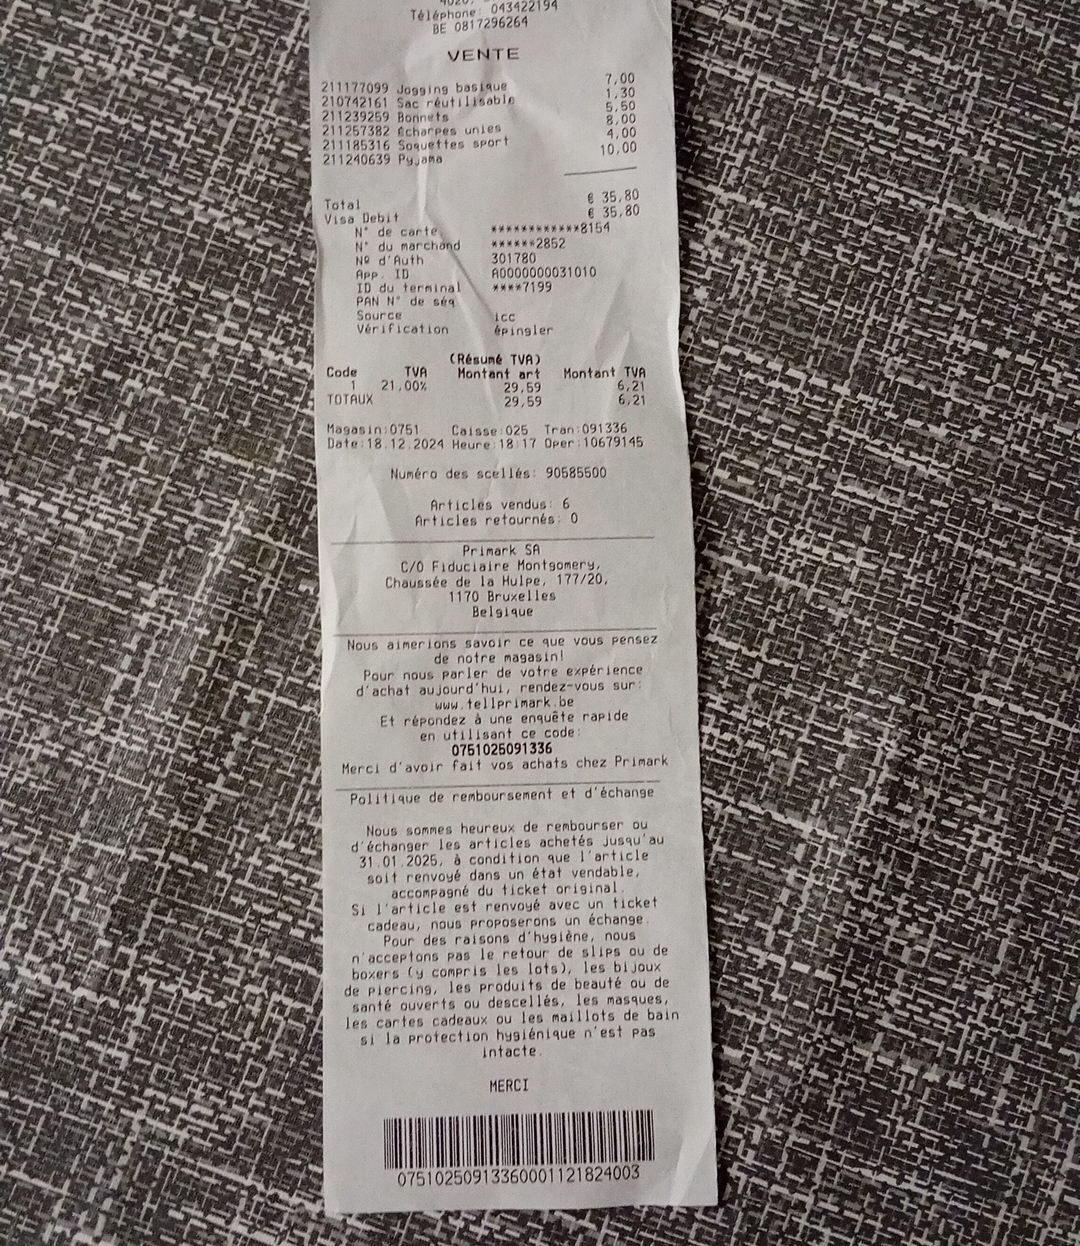 Téléphone: 043422194
BE 0817296264
VENTE
211177099 Jogging basique 7,00
210742161 Sac réutilisable 1,30
211239259 Bonnets 5,50
211257382 Écharpes unies 8,00
211185316 Soquettes sport 4,00
211240639 Pyjama 10,00
Total € 35,80
Visa Debit € 35,80
N° de carte ************8154
N° du marchand ******2852
Nº d'Auth 301780
App. ID A0000000031010
ID du terminal ****7199
PAN N° de séq
Source icc
Vérification épingler
(Résumé TVA)
Code TVA Montant art Montant TVA
1 21,00% 29,59 6,21
TOTAUX 29,59 6,21
Magasin:0751 Caisse:025 Tran:091336
Date:18.12.2024 Heure:18:17 Oper:10679145
Numéro des scellés: 90585500
Articles vendus: 6
Articles retournés: 0
Primark SA
C/O Fiduciaire Montgomery,
Chaussée de la Hulpe, 177/20,
1170 Bruxelles
Belgique
Nous aimerions savoir ce que vous pensez
de notre magasin!
Pour nous parler de votre expérience
d'achat aujourd'hui, rendez-vous sur:
www.tellprimark.be
Et répondez à une enquête rapide
en utilisant ce code:
0751025091336
Merci d'avoir fait vos achats chez Primark
Politique de remboursement et d'échange
Nous sommes heureux de rembourser ou
d'échanger les articles achetés jusqu'au
31.01.2025, à condition que l'article
soit renvoyé dans un état vendable,
accompagné du ticket original.
Si l'article est renvoyé avec un ticket
cadeau, nous proposerons un échange.
Pour des raisons d'hygiène, nous
n'acceptons pas le retour de slips ou de
boxers (y compris les lots), les bijoux
de piercing, les produits de beauté ou de
santé ouverts ou descellés, les masques,
les cartes cadeaux ou les maillots de bain
si la protection hygiénique n'est pas
intacte.
MERCI
07510250913360001121824003